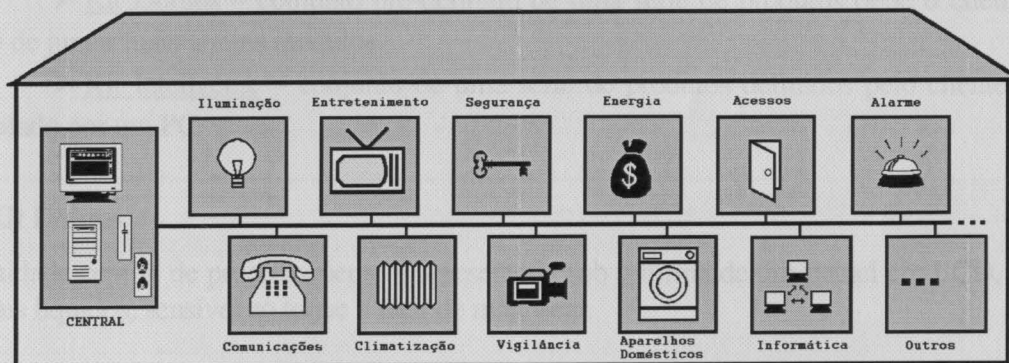 Iluminação
Entretenimento
Segurança
Energia
Acessos
Alarme
$
CENTRAL
Comunicações
Climatização
Vigilância
Aparelhos
Domésticos
Informática
Outros